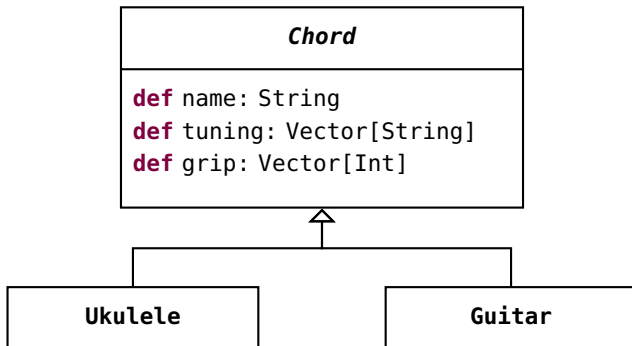 Chord
def name: String
def tuning: Vector[String]
def grip: Vector[Int]
Ukulele
Guitar